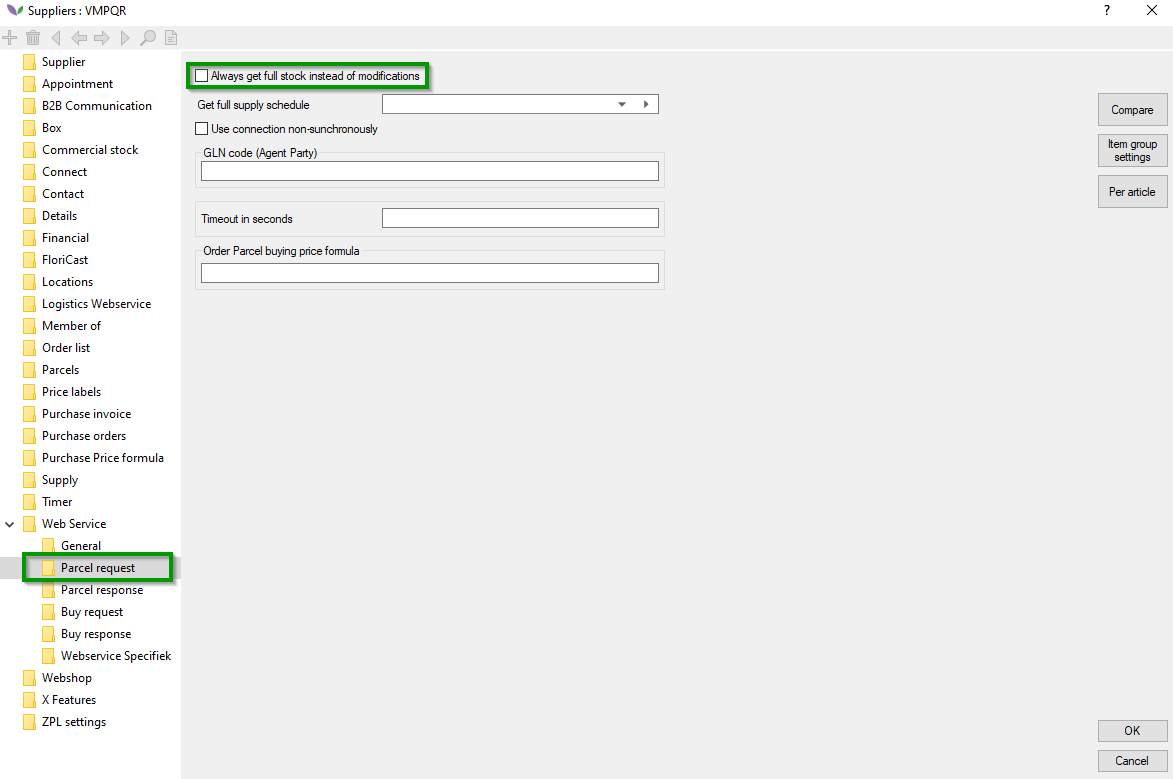 Suppliers : VMPQR
?
Supplier
Appointment
B2B Communication
Box
Commercial stock
Connect
Contact
Details
Financial
FloriCast
Locations
Logistics Webservice
Member of
Order list
Parcels
Price labels
Purchase invoice
Purchase orders
Purchase Price formula
Supply
Timer
Web Service
General
Parcel request
Parcel response
Buy request
Buy response
Webservice Specifiek
Webshop
X Features
ZPL settings
Always get full stock instead of modifications
Get full supply schedule
Use connection non-sunchronously
GLN code (Agent Party)
Timeout in seconds
Order Parcel buying price formula
Compare
Item group
settings
Per article
OK
Cancel